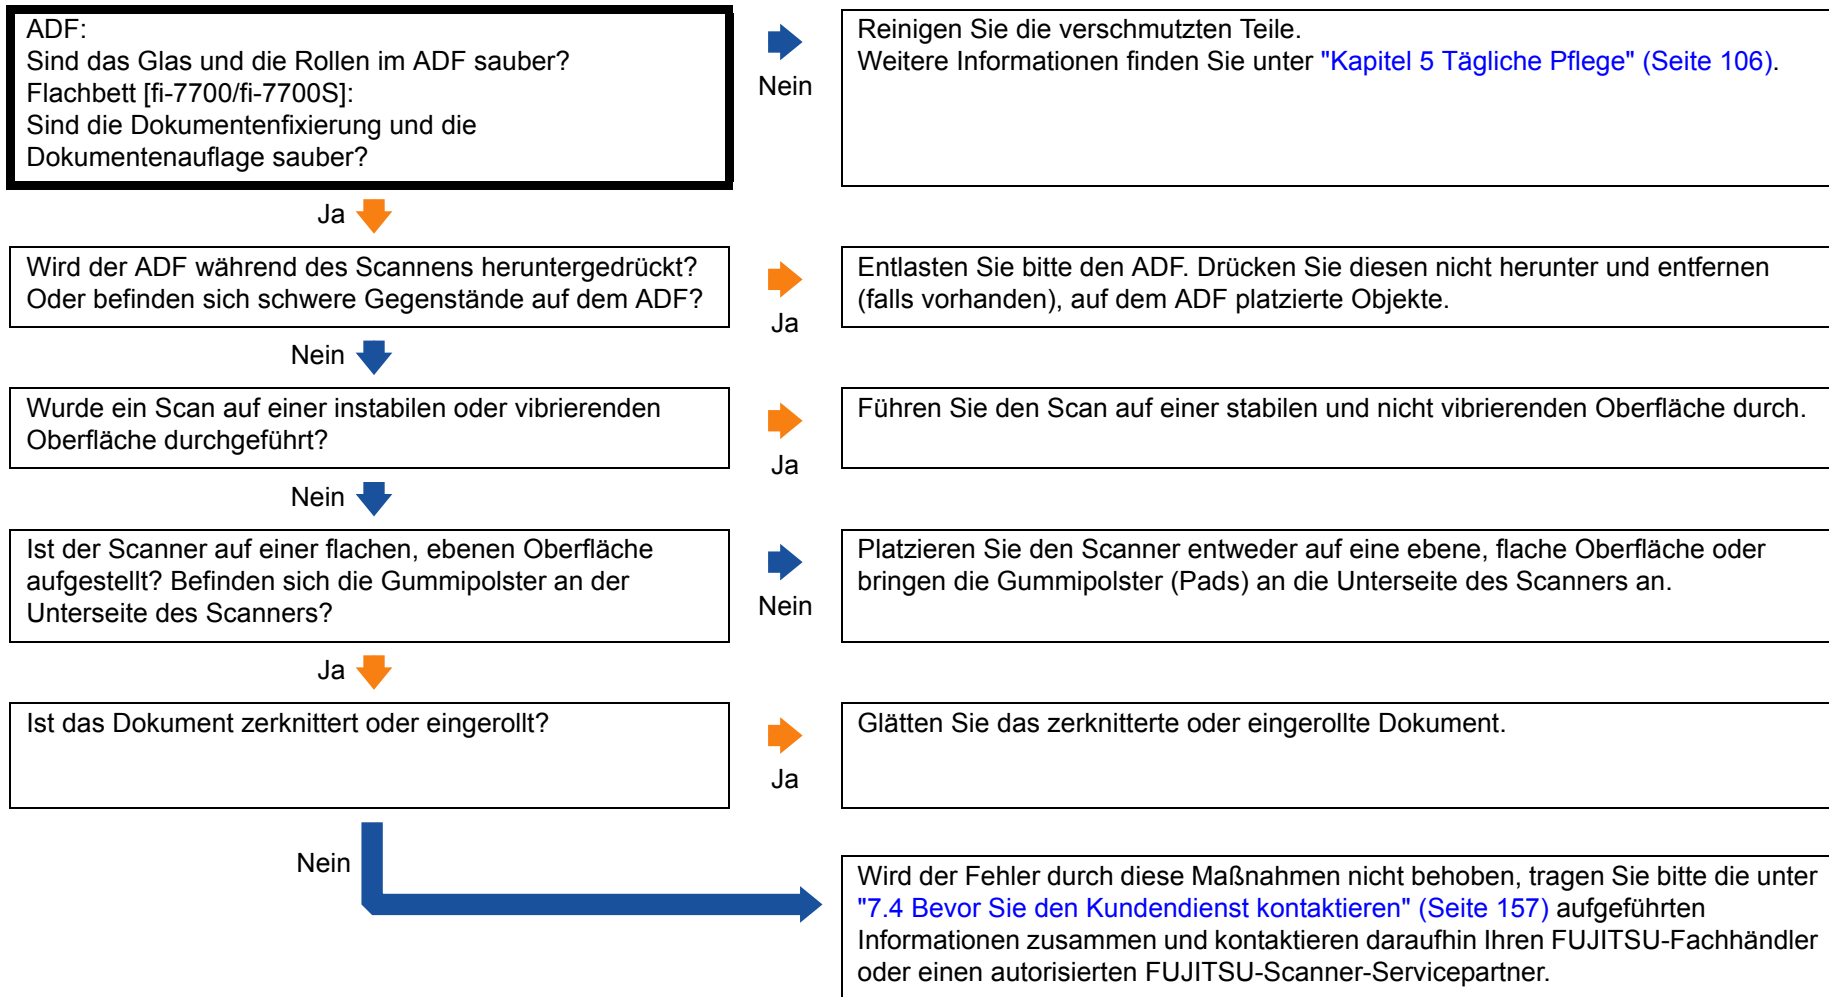 ADF:
Sind das Glas und die Rollen im ADF sauber?
Flachbett [fi-7700/fi-7700S]:
Sind die Dokumentenfixierung und die
Dokumentenauflage sauber?
Nein
Reinigen Sie die verschmutzten Teile.
Weitere Informationen finden Sie unter "Kapitel 5 Tägliche Pflege" (Seite 106).
Ja
Wird der ADF während des Scannens heruntergedrückt?
Oder befinden sich schwere Gegenstände auf dem ADF?
Ja
Entlasten Sie bitte den ADF. Drücken Sie diesen nicht herunter und entfernen
(falls vorhanden), auf dem ADF platzierte Objekte.
Nein
Wurde ein Scan auf einer instabilen oder vibrierenden
Oberfläche durchgeführt?
Ja
Führen Sie den Scan auf einer stabilen und nicht vibrierenden Oberfläche durch.
Nein
Ist der Scanner auf einer flachen, ebenen Oberfläche
aufgestellt? Befinden sich die Gummipolster an der
Unterseite des Scanners?
Nein
Platzieren Sie den Scanner entweder auf eine ebene, flache Oberfläche oder
bringen die Gummipolster (Pads) an die Unterseite des Scanners an.
Ja
Ist das Dokument zerknittert oder eingerollt?
Ja
Glätten Sie das zerknitterte oder eingerollte Dokument.
Nein
Wird der Fehler durch diese Maßnahmen nicht behoben, tragen Sie bitte die unter
"7.4 Bevor Sie den Kundendienst kontaktieren" (Seite 157) aufgeführten
Informationen zusammen und kontaktieren daraufhin Ihren FUJITSU-Fachhändler
oder einen autorisierten FUJITSU-Scanner-Servicepartner.